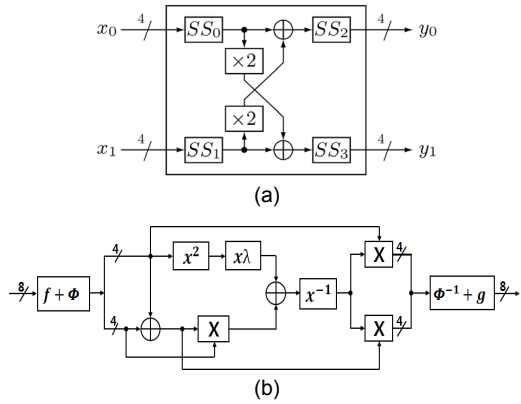 x₀ 4 SS₀ SS₂ 4 y₀
×2
×2
x₁ 4 SS₁ SS₃ 4 y₁
(a)
4 x² xλ X 4
8 f + Φ x⁻¹ Φ⁻¹ + g 8
4 X X 4
(b)